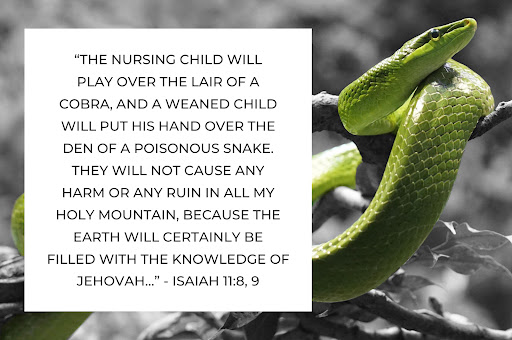 “THE NURSING CHILD WILL
PLAY OVER THE LAIR OF A
COBRA, AND A WEANED CHILD
WILL PUT HIS HAND OVER THE
DEN OF A POISONOUS SNAKE.
THEY WILL NOT CAUSE ANY
HARM OR ANY RUIN IN ALL MY
HOLY MOUNTAIN, BECAUSE THE
EARTH WILL CERTAINLY BE
FILLED WITH THE KNOWLEDGE OF
JEHOVAH...” - ISAIAH 11:8, 9